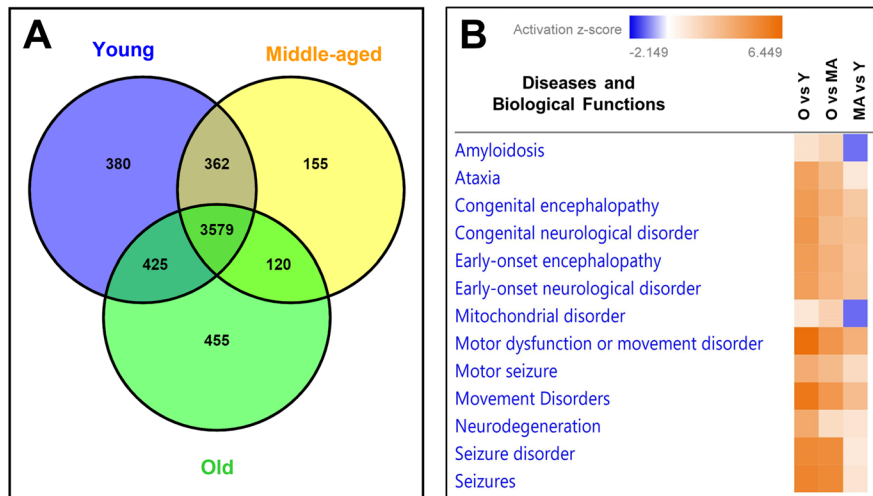 A
Young
Middle-aged
380
362
155
3579
425
120
455
Old
B
Activation z-score
-2.149
6.449
Diseases and
Biological Functions
O vs Y
O vs MA
MA vs Y
Amyloidosis
Ataxia
Congenital encephalopathy
Congenital neurological disorder
Early-onset encephalopathy
Early-onset neurological disorder
Mitochondrial disorder
Motor dysfunction or movement disorder
Motor seizure
Movement Disorders
Neurodegeneration
Seizure disorder
Seizures